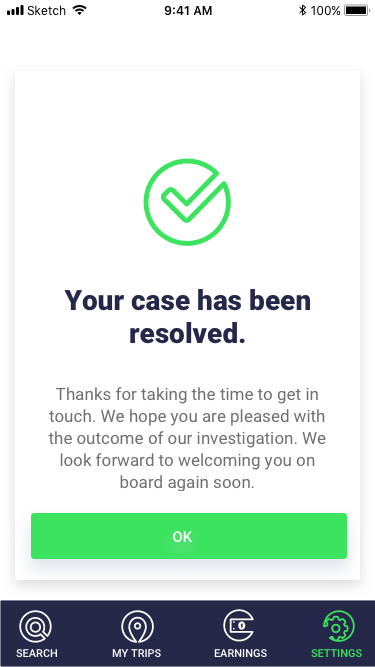 Sketch 9:41 AM 100%
Your case has been
resolved.
Thanks for taking the time to get in
touch. We hope you are pleased with
the outcome of our investigation. We
look forward to welcoming you on
board again soon.
OK
SEARCH MY TRIPS EARNINGS SETTINGS